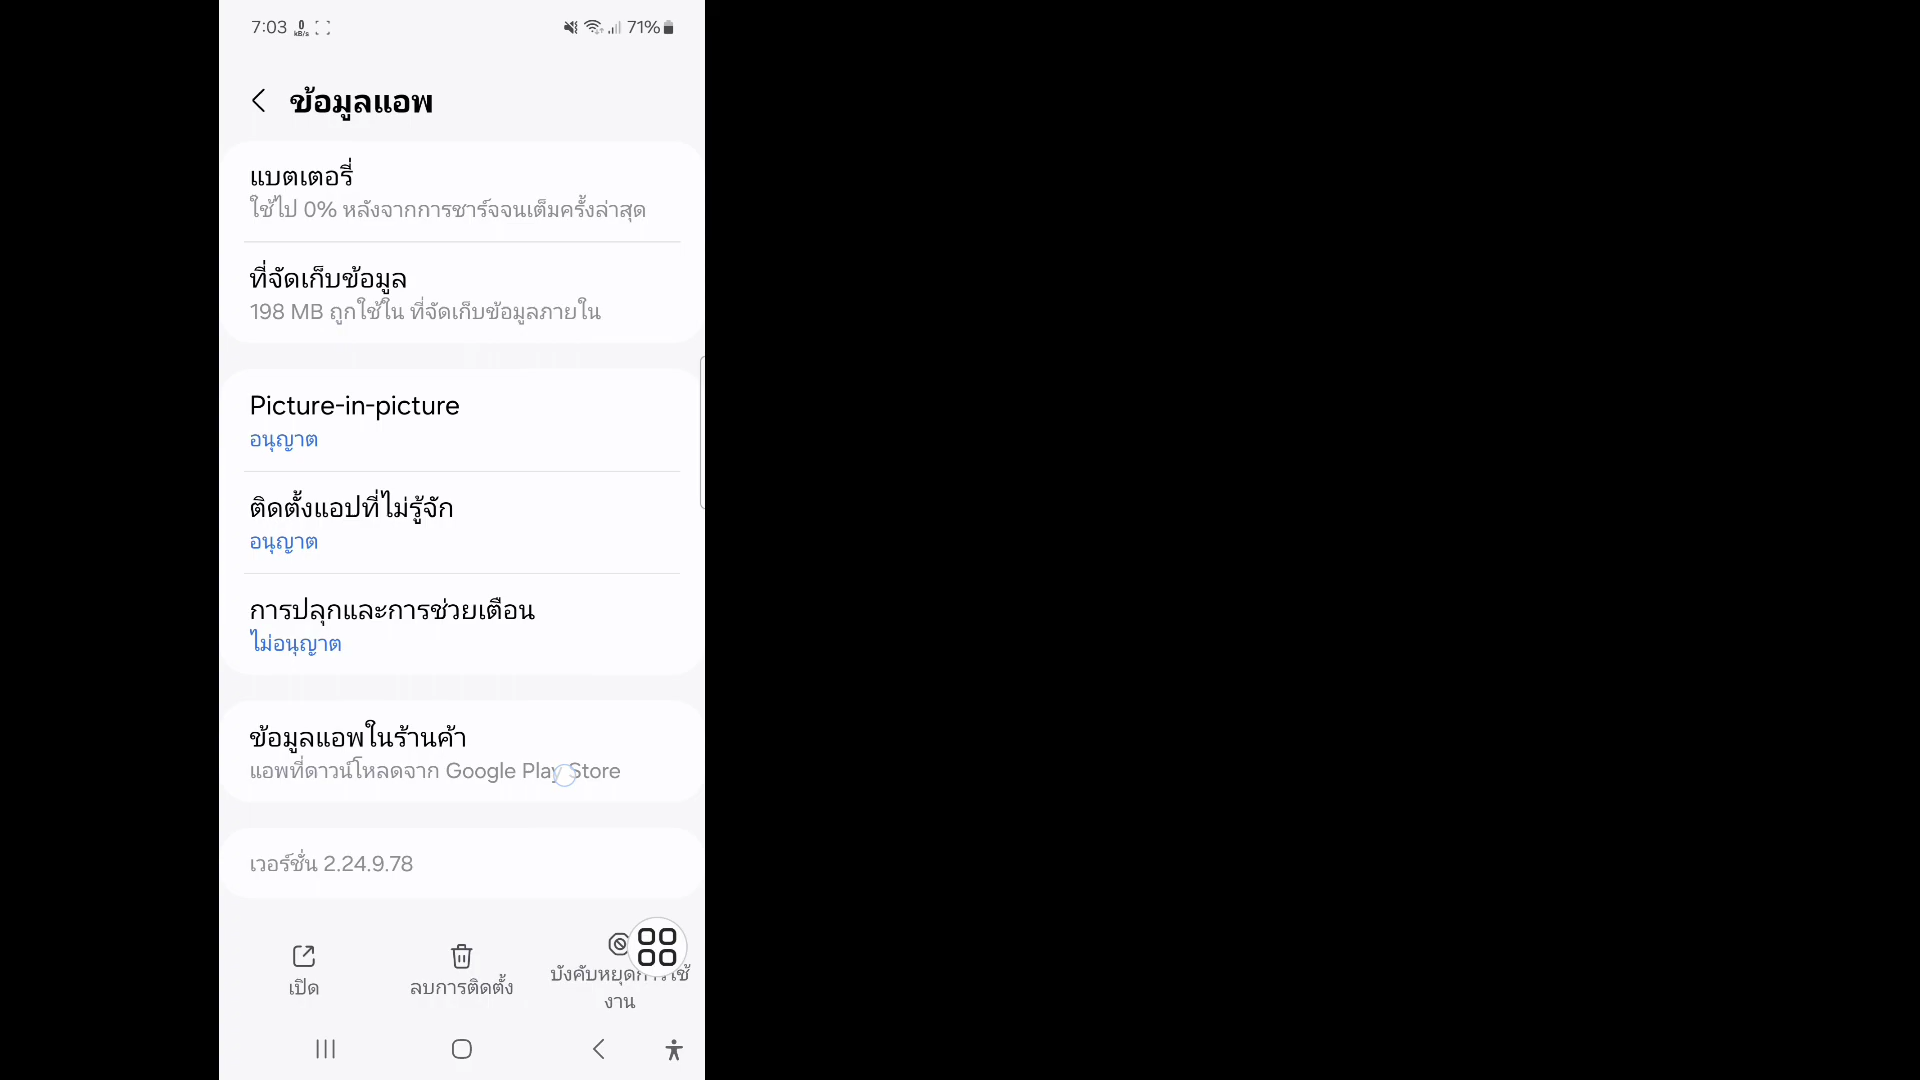 7:03
0
kB/s
71%
ข้อมูลแอพ
แบตเตอรี่
ใช้ไป 0% หลังจากการชาร์จจนเต็มครั้งล่าสุด
ที่จัดเก็บข้อมูล
198 MB ถูกใช้ใน ที่จัดเก็บข้อมูลภายใน
Picture-in-picture
อนุญาต
ติดตั้งแอปที่ไม่รู้จัก
อนุญาต
การปลุกและการช่วยเตือน
ไม่อนุญาต
ข้อมูลแอพในร้านค้า
แอพที่ดาวน์โหลดจาก Google Play Store
เวอร์ชั่น 2.24.9.78
เปิด
ลบการติดตั้ง
บังคับหยุดการใช้
งาน